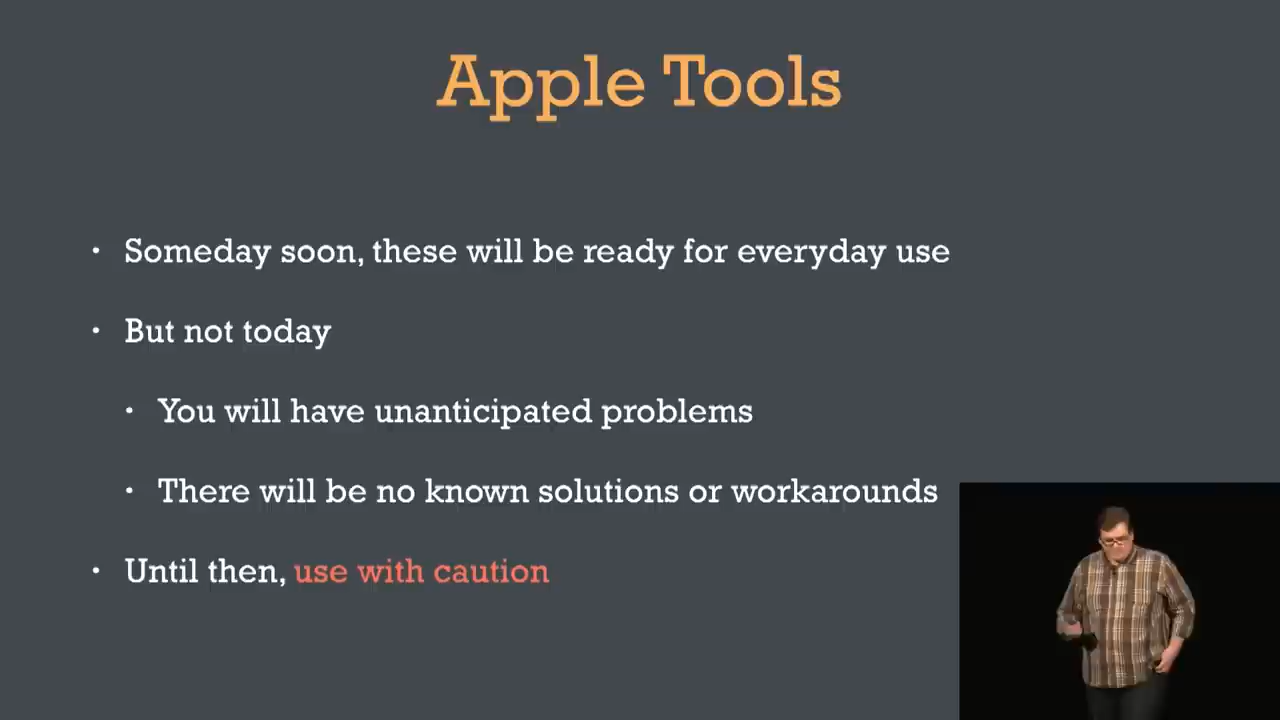 Apple Tools
• Someday soon, these will be ready for everyday use
• But not today
• You will have unanticipated problems
• There will be no known solutions or workarounds
• Until then, use with caution